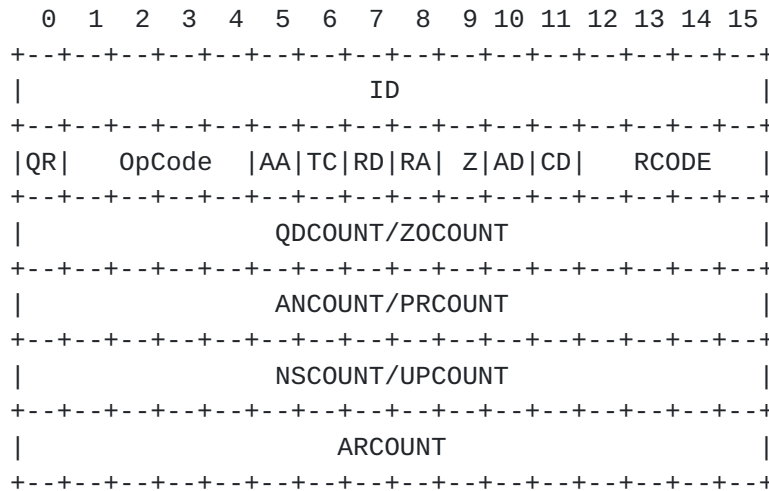 0  1  2  3  4  5  6  7  8  9 10 11 12 13 14 15
+--+--+--+--+--+--+--+--+--+--+--+--+--+--+--+--+
|                      ID                       |
+--+--+--+--+--+--+--+--+--+--+--+--+--+--+--+--+
|QR|   OpCode  |AA|TC|RD|RA| Z|AD|CD|   RCODE   |
+--+--+--+--+--+--+--+--+--+--+--+--+--+--+--+--+
|                QDCOUNT/ZOCOUNT                |
+--+--+--+--+--+--+--+--+--+--+--+--+--+--+--+--+
|                ANCOUNT/PRCOUNT                |
+--+--+--+--+--+--+--+--+--+--+--+--+--+--+--+--+
|                NSCOUNT/UPCOUNT                |
+--+--+--+--+--+--+--+--+--+--+--+--+--+--+--+--+
|                    ARCOUNT                    |
+--+--+--+--+--+--+--+--+--+--+--+--+--+--+--+--+